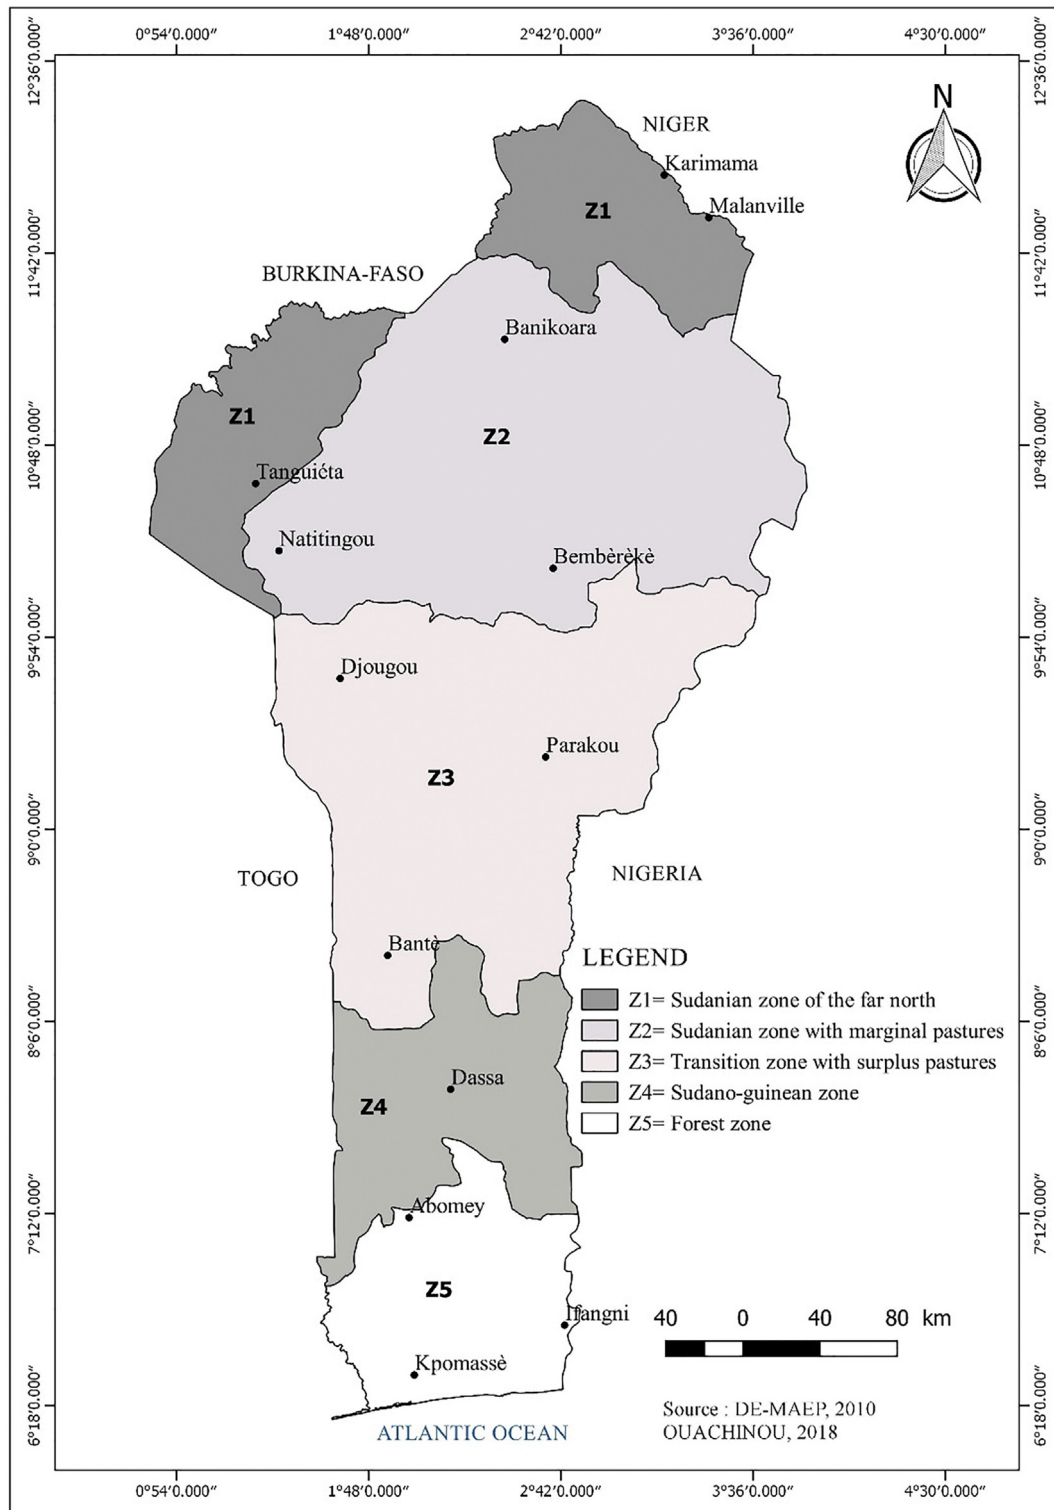 0°54′0.000″ 1°48′0.000″ 2°42′0.000″ 3°36′0.000″ 4°30′0.000″
12°36′0.000″ 12°36′0.000″
N
NIGER
Karimama
Z1
Malanville
11°42′0.000″ 11°42′0.000″
BURKINA-FASO
Banikoara
Z1
Z2
10°48′0.000″ 10°48′0.000″
Tanguićta
Natitingou
Bembèrèkè
9°54′0.000″ 9°54′0.000″
Djougou
Parakou
Z3
9°0′0.000″ 9°0′0.000″
TOGO
NIGERIA
Bantè
LEGEND
Z1= Sudanian zone of the far north
8°6′0.000″ 8°6′0.000″
Z2= Sudanian zone with marginal pastures
Z3= Transition zone with surplus pastures
Dassa
Z4= Sudano-guinean zone
Z4
Z5= Forest zone
Abomey
7°12′0.000″ 7°12′0.000″
Z5
Ifangni
40 0 40 80 km
Kpomassè
6°18′0.000″ 6°18′0.000″
Source : DE-MAEP, 2010
OUACHINOU, 2018
ATLANTIC OCEAN
0°54′0.000″ 1°48′0.000″ 2°42′0.000″ 3°36′0.000″ 4°30′0.000″